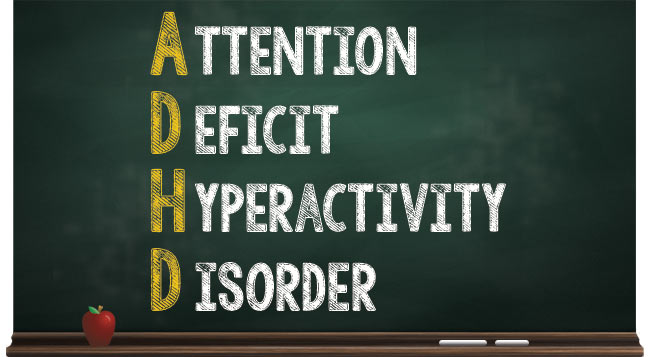 ATTENTION
DEFICIT
HYPERACTIVITY
DISORDER